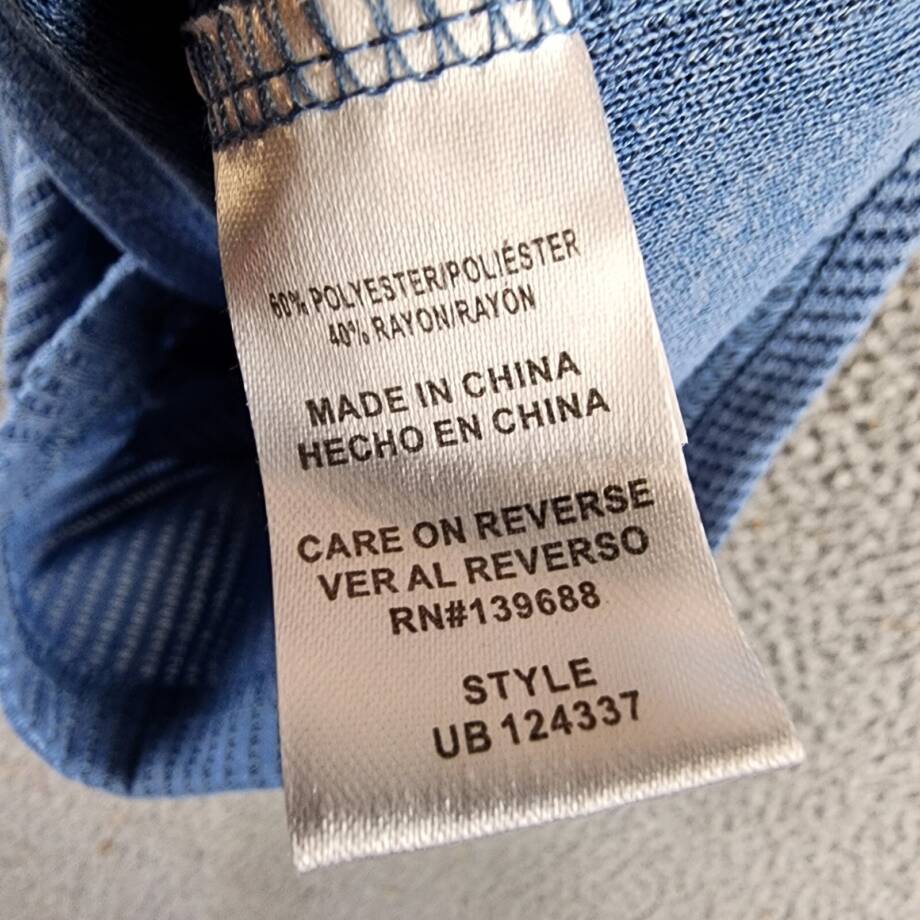 60% POLYESTER/POLIÉSTER
40% RAYON/RAYON
MADE IN CHINA
HECHO EN CHINA
CARE ON REVERSE
VER AL REVERSO
RN#139688
STYLE
UB 124337